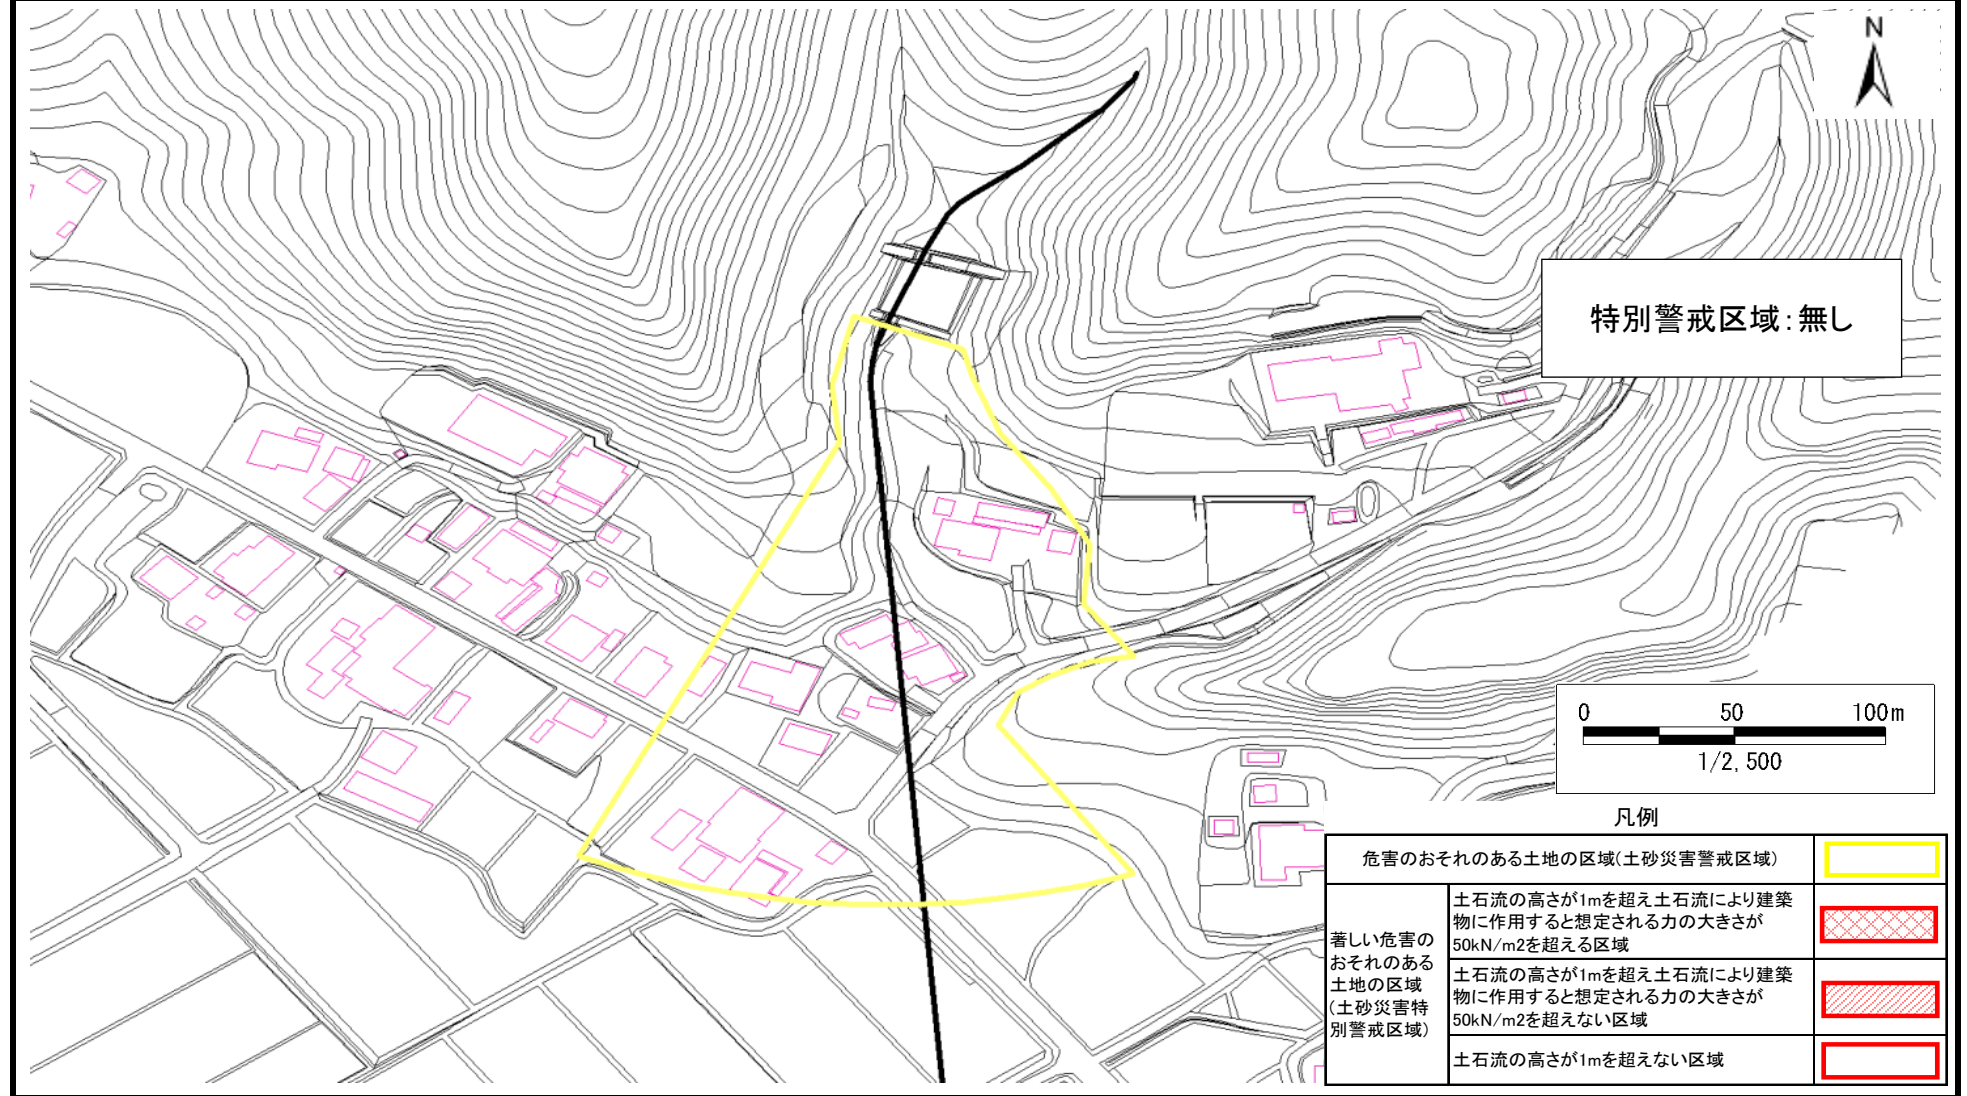 N
特別警戒区域：無し
0 50 100m
1/2,500
凡例
危害のおそれのある土地の区域(土砂災害警戒区域)
著しい危害の
おそれのある
土地の区域
(土砂災害特
別警戒区域)
土石流の高さが1mを超え土石流により建築
物に作用すると想定される力の大きさが
50kN/m2を超える区域
土石流の高さが1mを超え土石流により建築
物に作用すると想定される力の大きさが
50kN/m2を超えない区域
土石流の高さが1mを超えない区域